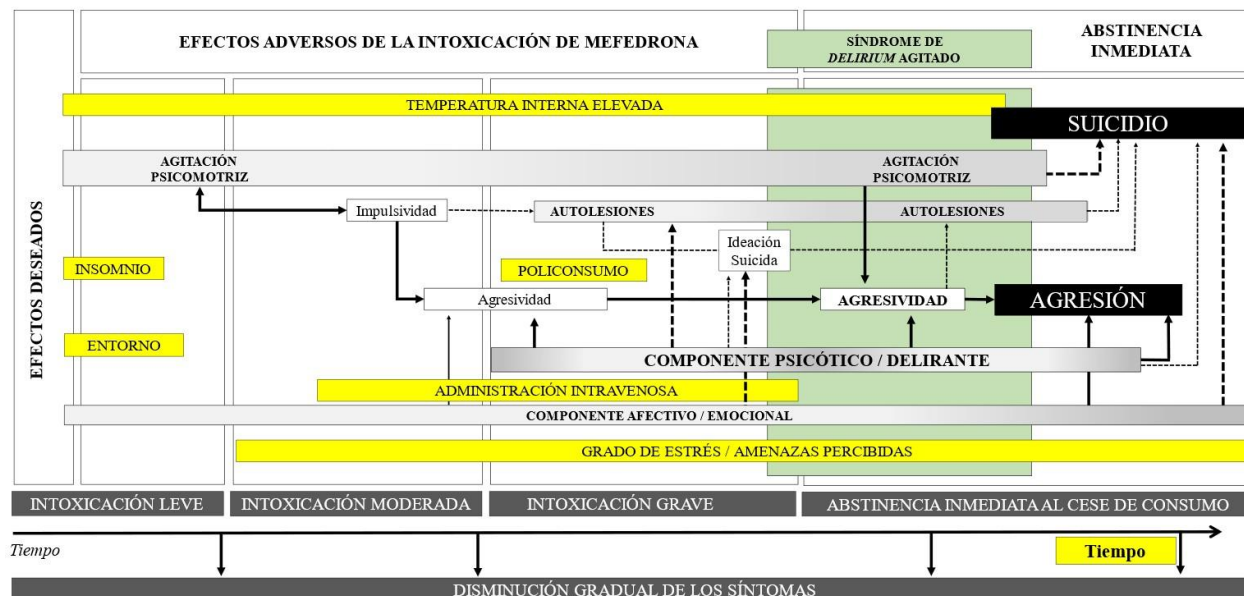 EFECTOS ADVERSOS DE LA INTOXICACIÓN DE MEFEDRONA
SÍNDROME DE
DELIRIUM AGITADO
ABSTINENCIA
INMEDIATA
EFECTOS DESEADOS
TEMPERATURA INTERNA ELEVADA
SUICIDIO
AGITACIÓN
PSICOMOTRIZ
AGITACIÓN
PSICOMOTRIZ
Impulsividad
AUTOLESIONES
AUTOLESIONES
Ideación
Suicida
INSOMNIO
POLICONSUMO
Agresividad
AGRESIVIDAD
AGRESIÓN
ENTORNO
COMPONENTE PSICÓTICO / DELIRANTE
ADMINISTRACIÓN INTRAVENOSA
COMPONENTE AFECTIVO / EMOCIONAL
GRADO DE ESTRÉS / AMENAZAS PERCIBIDAS
INTOXICACIÓN LEVE
INTOXICACIÓN MODERADA
INTOXICACIÓN GRAVE
ABSTINENCIA INMEDIATA AL CESE DE CONSUMO
Tiempo
Tiempo
DISMINUCIÓN GRADUAL DE LOS SÍNTOMAS